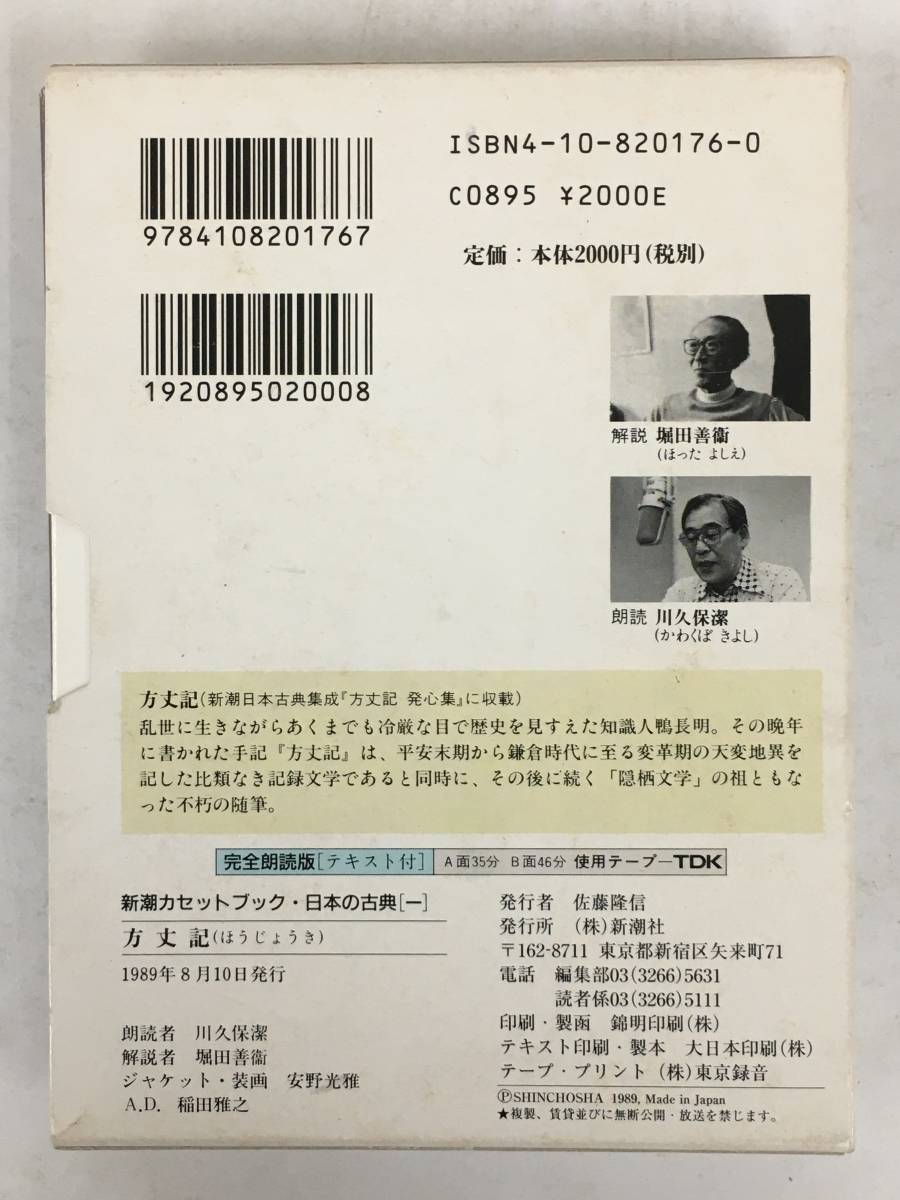 ISBN4-10-820176-0
C0895 ¥2000E
9784108201767
定価：本体2000円(税別)
1920895020008
解説 堀田善衞
(ほった よしえ)
朗読 川久保潔
(かわくぼ きよし)
方丈記(新潮日本古典集成『方丈記 発心集』に収載)
乱世に生きながらあくまでも冷厳な目で歴史を見すえた知識人鴨長明。その晩年
に書かれた手記『方丈記』は、平安末期から鎌倉時代に至る変革期の天変地異を
記した比類なき記録文学であると同時に、その後に続く「隠栖文学」の祖ともな
った不朽の随筆。
完全朗読版[テキスト付] A面35分 B面46分 使用テープ—TDK
新潮カセットブック・日本の古典[一]
方丈記(ほうじょうき)
1989年8月10日発行
朗読者 川久保潔
解説者 堀田善衞
ジャケット・装画 安野光雅
A.D. 稲田雅之
発行者 佐藤隆信
発行所 (株)新潮社
〒162-8711 東京都新宿区矢来町71
電話 編集部03(3266)5631
読者係03(3266)5111
印刷・製函 錦明印刷(株)
テキスト印刷・製本 大日本印刷(株)
テープ・プリント (株)東京録音
ⓅSHINCHOSHA 1989, Made in Japan
★複製、賃貸並びに無断公開・放送を禁じます。